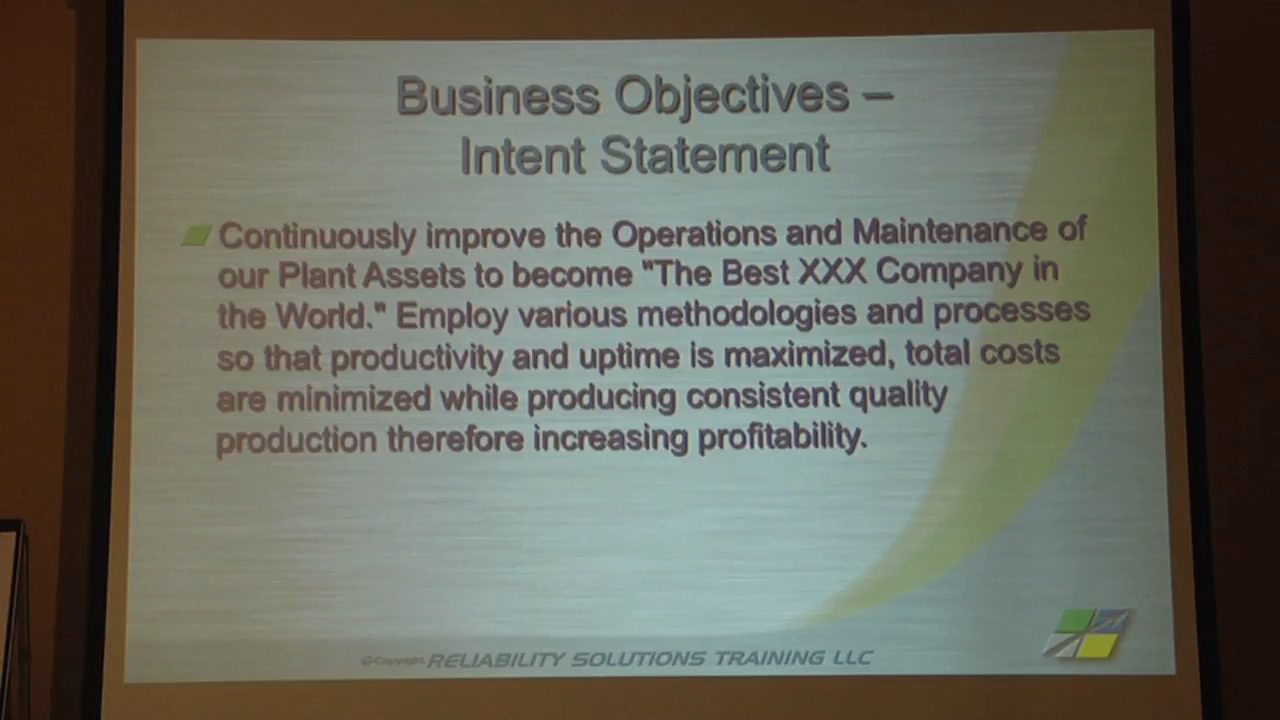 Business Objectives –
Intent Statement
Continuously improve the Operations and Maintenance of
our Plant Assets to become "The Best XXX Company in
the World." Employ various methodologies and processes
so that productivity and uptime is maximized, total costs
are minimized while producing consistent quality
production therefore increasing profitability.
©Copyright RELIABILITY SOLUTIONS TRAINING LLC